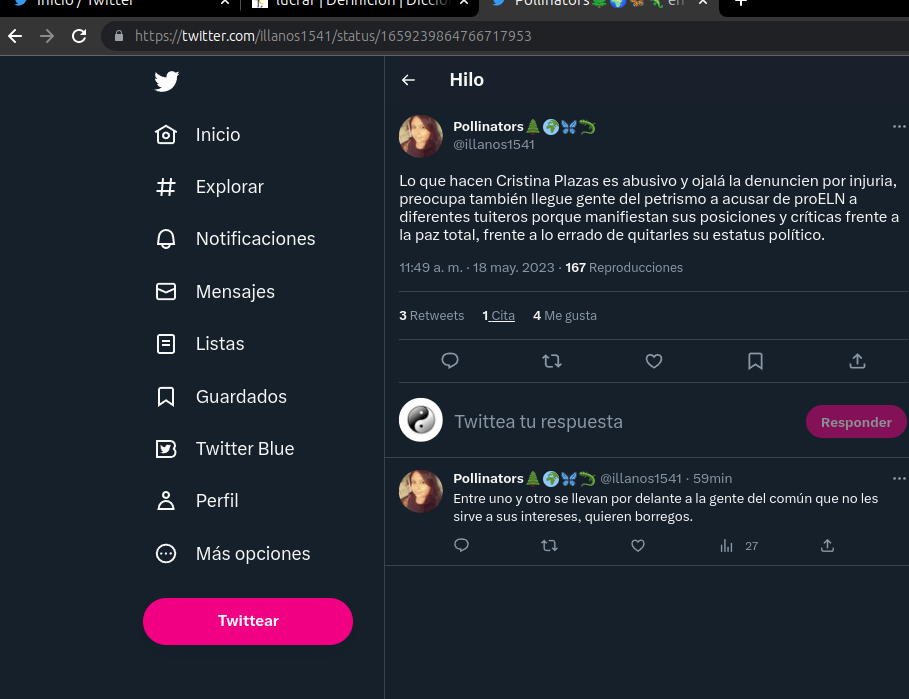 Inicio / Twitter
lucrar | Definición | Diccio
Pollinators🌲🌍🦋🦎 en
https://twitter.com/illanos1541/status/1659239864766717953
Inicio
Explorar
Notificaciones
Mensajes
Listas
Guardados
Twitter Blue
Perfil
Más opciones
Twittear
Hilo
Pollinators🌲🌍🦋🦎
@illanos1541
Lo que hacen Cristina Plazas es abusivo y ojalá la denuncien por injuria,
preocupa también llegue gente del petrismo a acusar de proELN a
diferentes tuiteros porque manifiestan sus posiciones y críticas frente a
la paz total, frente a lo errado de quitarles su estatus político.
11:49 a. m. · 18 may. 2023 · 167 Reproducciones
3 Retweets 1 Cita 4 Me gusta
Twittea tu respuesta
Responder
Pollinators🌲🌍🦋🦎 @illanos1541 · 59min
Entre uno y otro se llevan por delante a la gente del común que no les
sirve a sus intereses, quieren borregos.
27